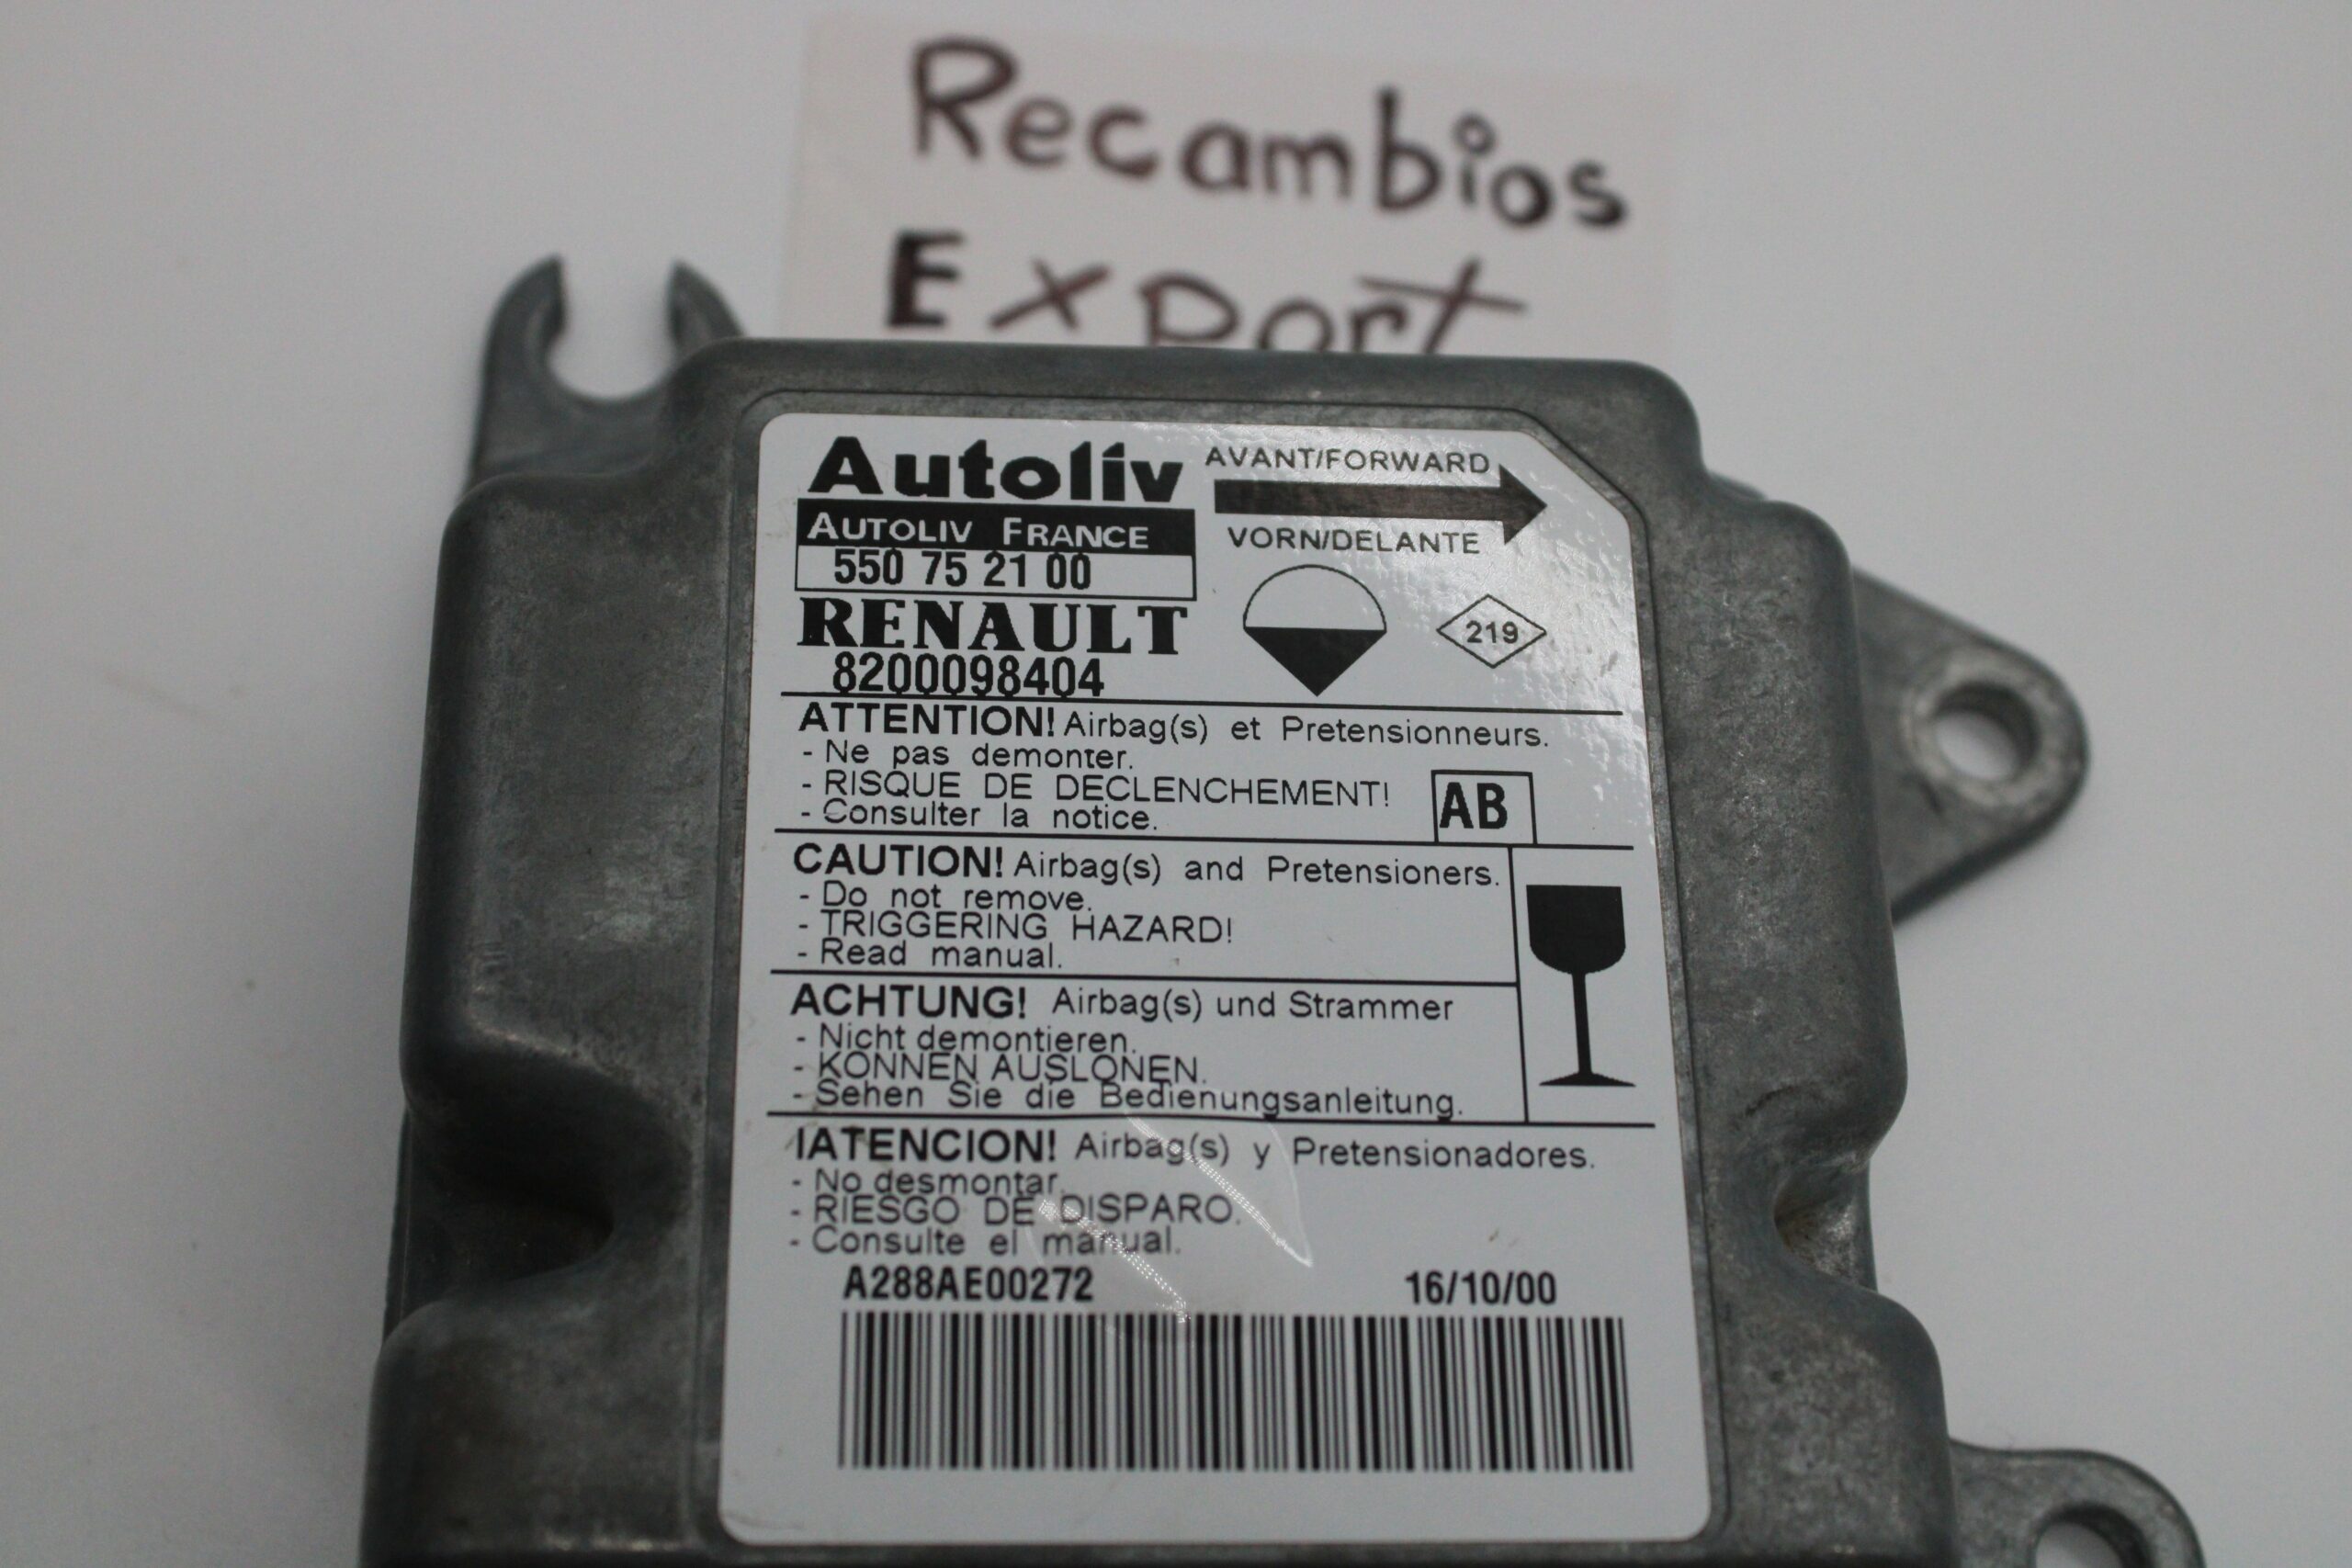 Recambios
Export
Autoliv
AVANT/FORWARD
AUTOLIV FRANCE
VORN/DELANTE
550 75 21 00
RENAULT
219
8200098404
ATTENTION! Airbag(s) et Pretensionneurs.
- Ne pas demonter.
- RISQUE DE DECLENCHEMENT!
- Consulter la notice.
AB
CAUTION! Airbag(s) and Pretensioners.
- Do not remove.
- TRIGGERING HAZARD!
- Read manual.
ACHTUNG! Airbag(s) und Strammer
- Nicht demontieren.
- KONNEN AUSLONEN.
- Sehen Sie die Bedienungsanleitung.
IATENCION! Airbag(s) y Pretensionadores.
- No desmontar.
- RIESGO DE DISPARO.
- Consulte el manual.
A288AE00272 16/10/00